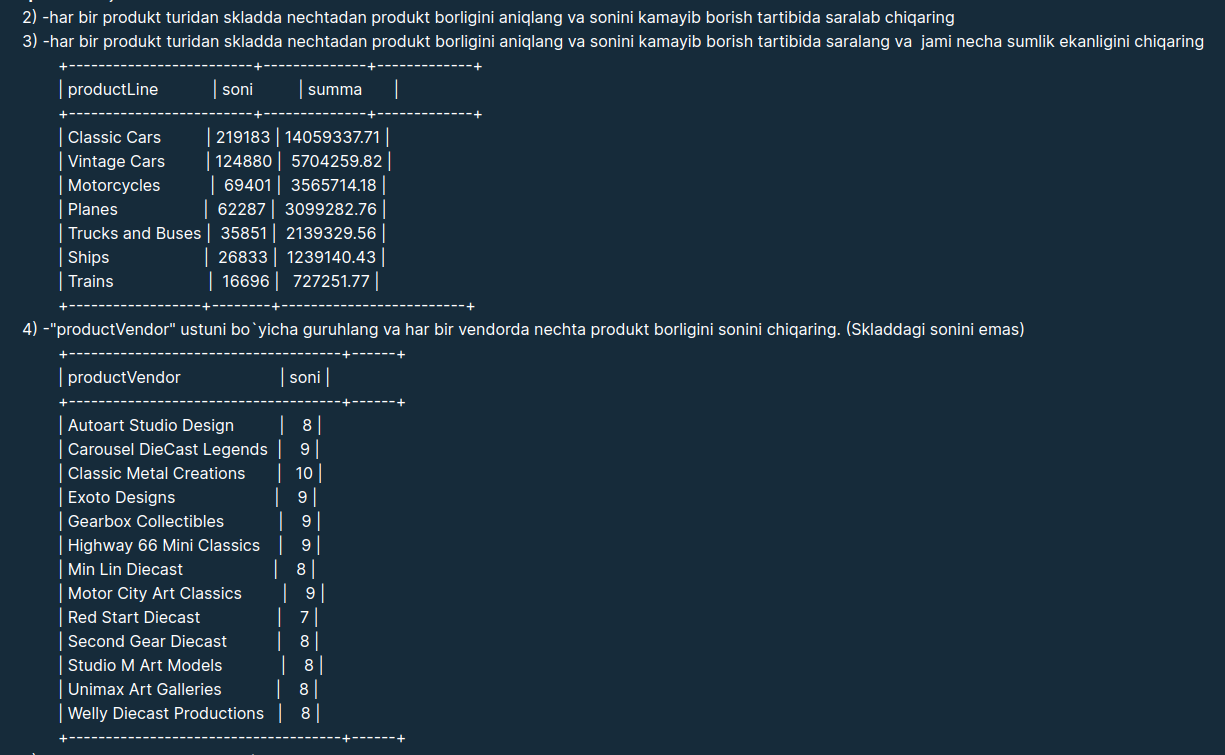 2) -har bir produkt turidan skladda nechtadan produkt borligini aniqlang va sonini kamayib borish tartibida saralab chiqaring
3) -har bir produkt turidan skladda nechtadan produkt borligini aniqlang va sonini kamayib borish tartibida saralang va  jami necha sumlik ekanligini chiqaring
+-------------------------+--------------+-------------+
| productLine | soni | summa |
+-------------------------+--------------+-------------+
| Classic Cars | 219183 | 14059337.71 |
| Vintage Cars | 124880 | 5704259.82 |
| Motorcycles | 69401 | 3565714.18 |
| Planes | 62287 | 3099282.76 |
| Trucks and Buses | 35851 | 2139329.56 |
| Ships | 26833 | 1239140.43 |
| Trains | 16696 | 727251.77 |
+------------------+--------+-------------------------+
4) -"productVendor" ustuni bo`yicha guruhlang va har bir vendorda nechta produkt borligini sonini chiqaring. (Skladdagi sonini emas)
+-------------------------------------+------+
| productVendor | soni |
+-------------------------------------+------+
| Autoart Studio Design | 8 |
| Carousel DieCast Legends | 9 |
| Classic Metal Creations | 10 |
| Exoto Designs | 9 |
| Gearbox Collectibles | 9 |
| Highway 66 Mini Classics | 9 |
| Min Lin Diecast | 8 |
| Motor City Art Classics | 9 |
| Red Start Diecast | 7 |
| Second Gear Diecast | 8 |
| Studio M Art Models | 8 |
| Unimax Art Galleries | 8 |
| Welly Diecast Productions | 8 |
+-------------------------------------+------+